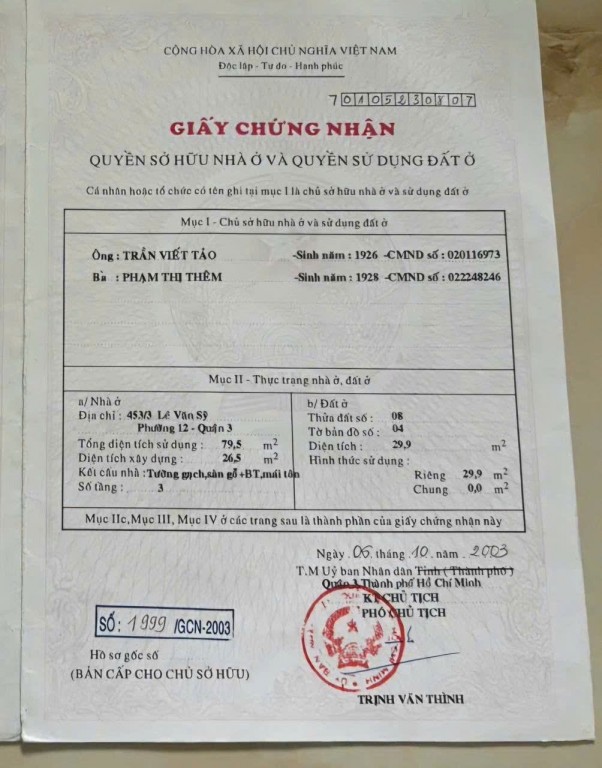 CỘNG HÒA XÃ HỘI CHỦ NGHĨA VIỆT NAM
Độc lập - Tự do - Hạnh phúc
70105230807
GIẤY CHỨNG NHẬN
QUYỀN SỞ HỮU NHÀ Ở VÀ QUYỀN SỬ DỤNG ĐẤT Ở
Cá nhân hoặc tổ chức có tên ghi tại mục I là chủ sở hữu nhà ở và sử dụng đất ở
Mục I - Chủ sở hữu nhà ở và sử dụng đất ở
Ông : TRẦN VIẾT TẢO -Sinh năm : 1926 -CMND số : 020116973
Bà : PHẠM THỊ THÊM -Sinh năm : 1928 -CMND số : 022248246
Mục II - Thực trạng nhà ở, đất ở
a/ Nhà ở
Địa chỉ : 453/3 Lê Văn Sỹ
Phường 12 - Quận 3
Tổng diện tích sử dụng : 79,5 m²
Diện tích xây dựng : 26,5 m²
Kết cấu nhà : Tường gạch,sàn gỗ+BT,mái tôn
Số tầng : 3
b/ Đất ở
Thửa đất số : 08
Tờ bản đồ số : 04
Diện tích : 29,9 m²
Hình thức sử dụng :
Riêng 29,9 m²
Chung 0,0 m²
Mục IIc,Mục III, Mục IV ở các trang sau là thành phần của giấy chứng nhận này
Ngày 06 tháng 10 năm 2003
T.M Uỷ ban Nhân dân Tỉnh ( Thành phố )
Quận 3 Thành phố Hồ Chí Minh
KT CHỦ TỊCH
PHÓ CHỦ TỊCH
SỐ: 1999 /GCN-2003
Hồ sơ gốc số
(BẢN CẤP CHO CHỦ SỞ HỮU)
TRỊNH VĂN THÌNH